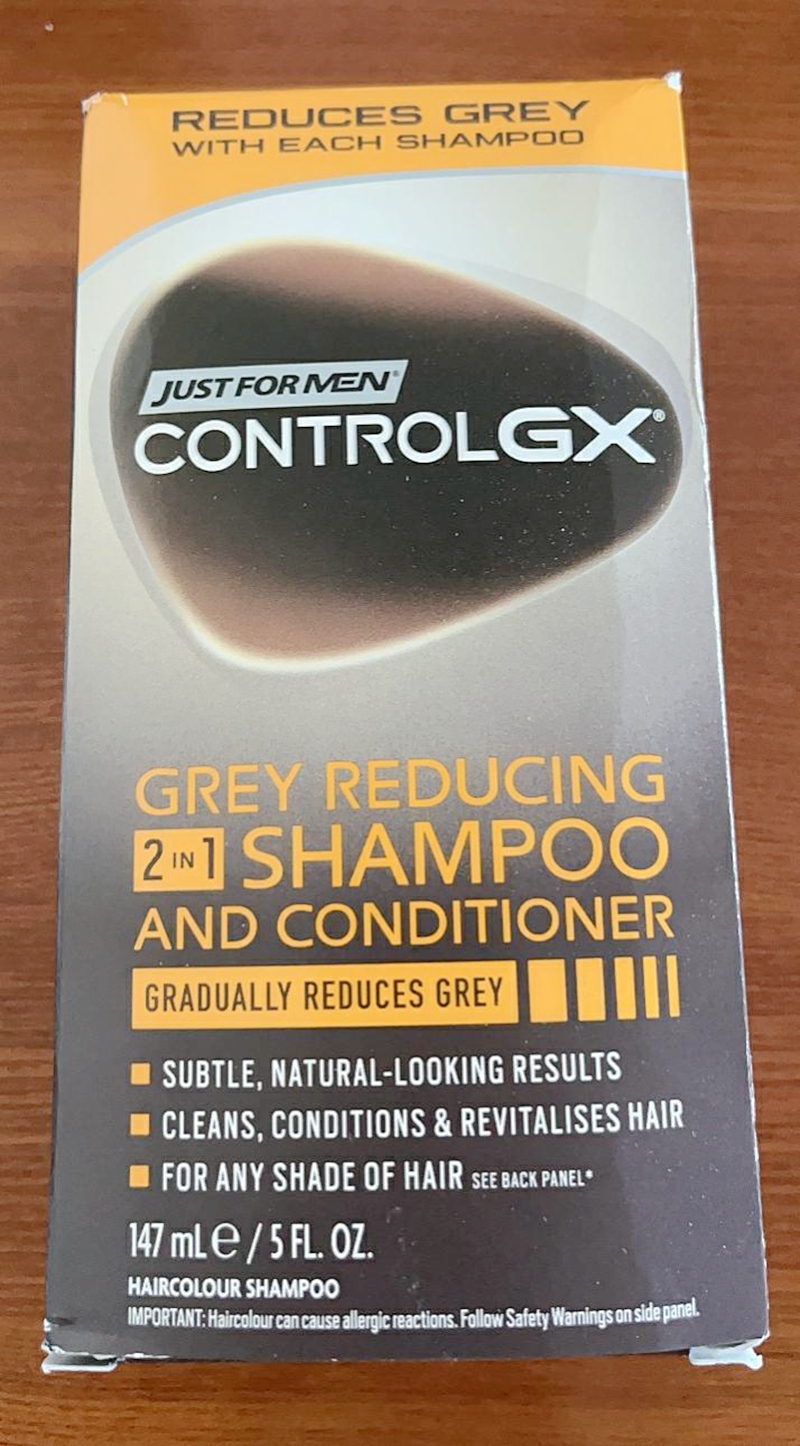 REDUCES GREY
WITH EACH SHAMPOO
JUST FOR MEN®
CONTROLGX®
GREY REDUCING
2 IN 1 SHAMPOO
AND CONDITIONER
GRADUALLY REDUCES GREY
SUBTLE, NATURAL-LOOKING RESULTS
CLEANS, CONDITIONS & REVITALISES HAIR
FOR ANY SHADE OF HAIR SEE BACK PANEL*
147 mL ℮ / 5 FL. OZ.
HAIRCOLOUR SHAMPOO
IMPORTANT: Haircolour can cause allergic reactions. Follow Safety Warnings on side panel.